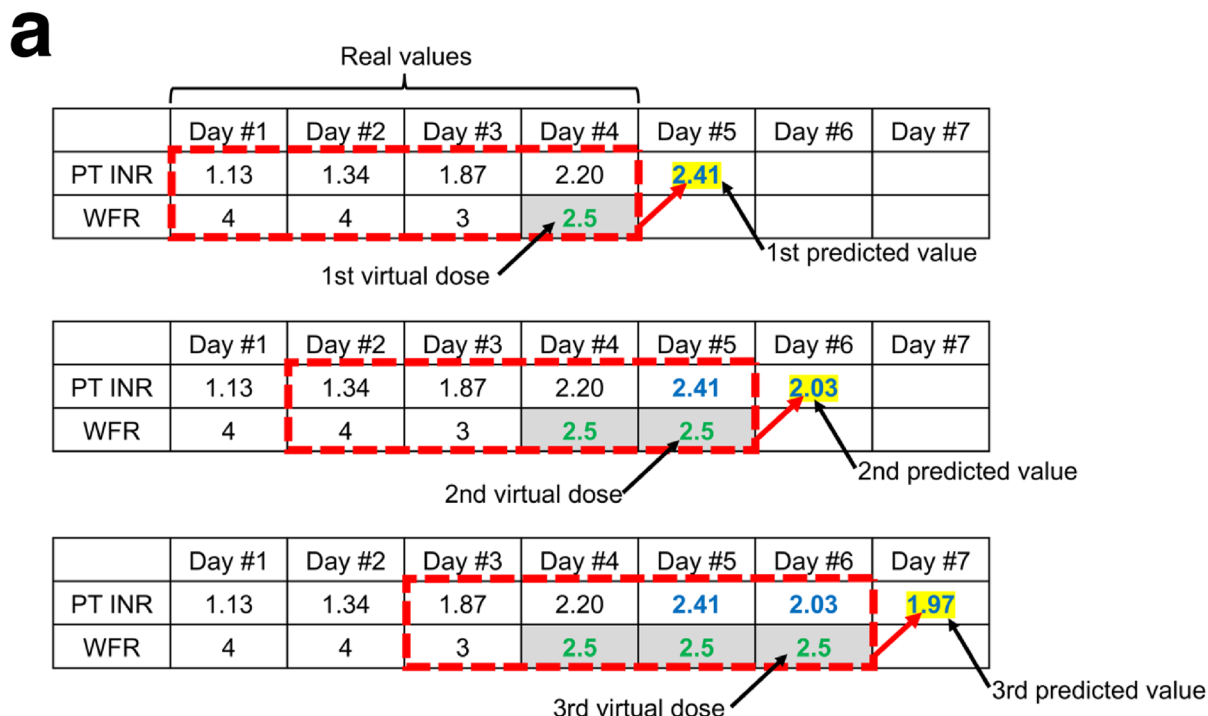 a
Real values
Day #1 Day #2 Day #3 Day #4 Day #5 Day #6 Day #7
PT INR 1.13 1.34 1.87 2.20 2.41
WFR 4 4 3 2.5
1st predicted value
1st virtual dose
Day #1 Day #2 Day #3 Day #4 Day #5 Day #6 Day #7
PT INR 1.13 1.34 1.87 2.20 2.41 2.03
WFR 4 4 3 2.5 2.5
2nd predicted value
2nd virtual dose
Day #1 Day #2 Day #3 Day #4 Day #5 Day #6 Day #7
PT INR 1.13 1.34 1.87 2.20 2.41 2.03 1.97
WFR 4 4 3 2.5 2.5 2.5
3rd predicted value
3rd virtual dose